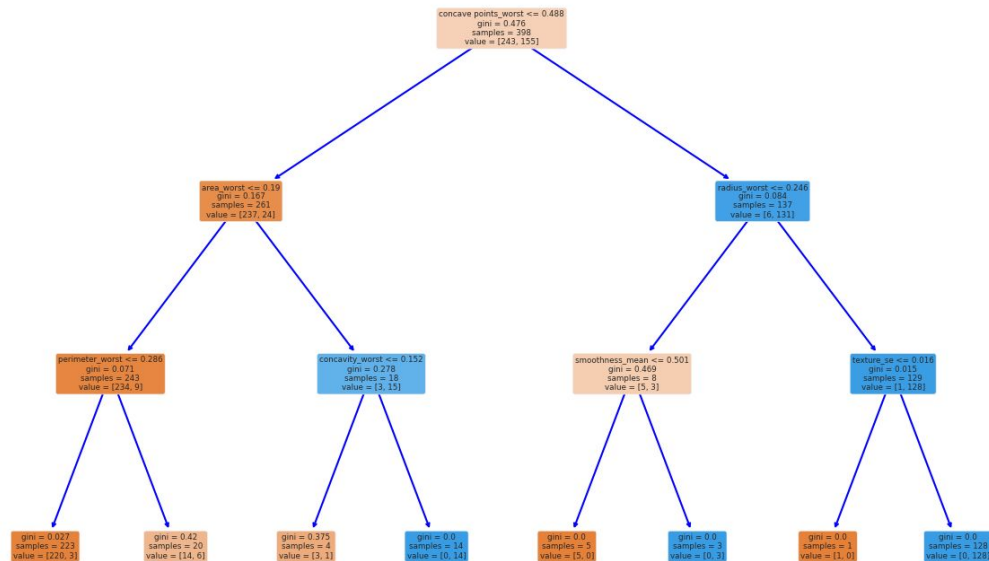 concave points_worst <= 0.488
gini = 0.476
samples = 398
value = [243, 155]
area_worst <= 0.19
gini = 0.167
samples = 261
value = [237, 24]
radius_worst <= 0.246
gini = 0.084
samples = 137
value = [6, 131]
perimeter_worst <= 0.286
gini = 0.071
samples = 243
value = [234, 9]
concavity_worst <= 0.152
gini = 0.278
samples = 18
value = [3, 15]
smoothness_mean <= 0.501
gini = 0.469
samples = 8
value = [5, 3]
texture_se <= 0.016
gini = 0.015
samples = 129
value = [1, 128]
gini = 0.027
samples = 223
value = [220, 3]
gini = 0.42
samples = 20
value = [14, 6]
gini = 0.375
samples = 4
value = [3, 1]
gini = 0.0
samples = 14
value = [0, 14]
gini = 0.0
samples = 5
value = [5, 0]
gini = 0.0
samples = 3
value = [0, 3]
gini = 0.0
samples = 1
value = [1, 0]
gini = 0.0
samples = 128
value = [0, 128]